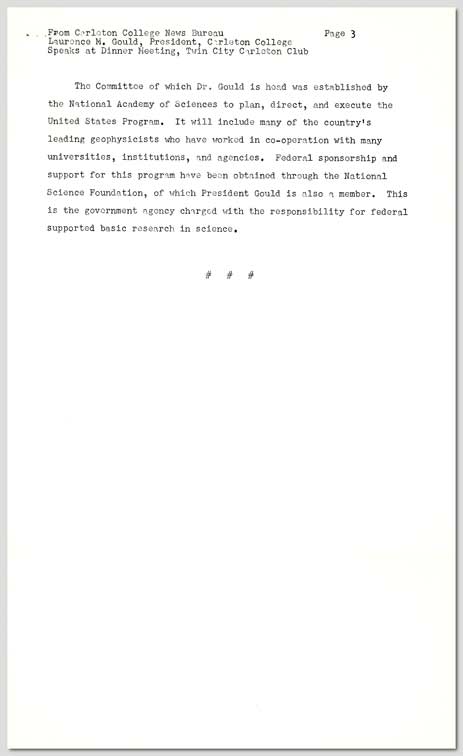 From Carleton College News Bureau Page 3
Laurence M. Gould, President, Carleton College
Speaks at Dinner Meeting, Twin City Carleton Club
The Committee of which Dr. Gould is head was established by
the National Academy of Sciences to plan, direct, and execute the
United States Program. It will include many of the country's
leading geophysicists who have worked in co-operation with many
universities, institutions, and agencies. Federal sponsorship and
support for this program have been obtained through the National
Science Foundation, of which President Gould is also a member. This
is the government agency charged with the responsibility for federal
supported basic research in science.
# # #